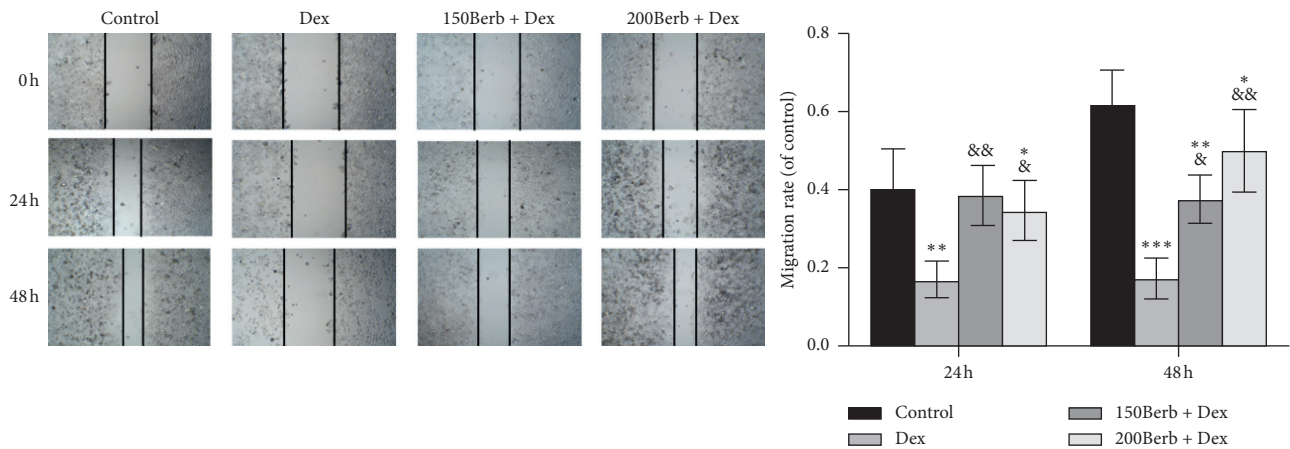 Control Dex 150Berb + Dex 200Berb + Dex
0 h
24 h
48 h
Migration rate (of control)
0.8
0.6
0.4
0.2
0.0
**
&&
*
&
***
**
&
*
&&
24 h 48 h
Control 150Berb + Dex
Dex 200Berb + Dex